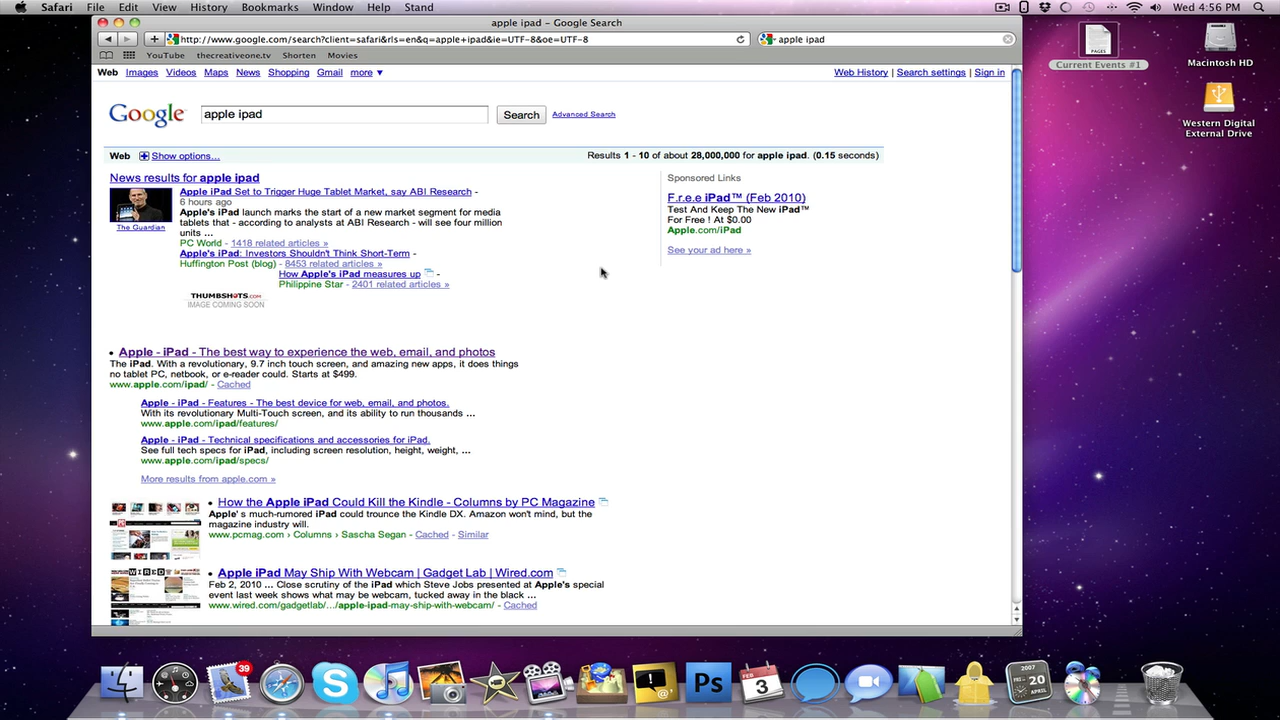 Safari File Edit View History Bookmarks Window Help Stand
Wed 4:56 PM
apple ipad – Google Search
http://www.google.com/search?client=safari&rls=en&q=apple+ipad&ie=UTF-8&oe=UTF-8
apple ipad
YouTube thecreativeone.tv Shorten Movies
Web Images Videos Maps News Shopping Gmail more ▼
Web History | Search settings | Sign in
Google
apple ipad
Search
Advanced Search
Web Show options...
Results 1 - 10 of about 28,000,000 for apple ipad. (0.15 seconds)
News results for apple ipad
Apple iPad Set to Trigger Huge Tablet Market, say ABI Research -
6 hours ago
Apple's iPad launch marks the start of a new market segment for media
tablets that - according to analysts at ABI Research - will see four million
units ...
The Guardian
PC World - 1418 related articles »
Apple's iPad: Investors Shouldn't Think Short-Term -
Huffington Post (blog) - 8453 related articles »
How Apple's iPad measures up -
Philippine Star - 2401 related articles »
THUMBSHOTS.COM
IMAGE COMING SOON
Sponsored Links
F.r.e.e iPad™ (Feb 2010)
Test And Keep The New iPad™
For Free ! At $0.00
Apple.com/iPad
See your ad here »
Apple - iPad - The best way to experience the web, email, and photos
The iPad. With a revolutionary, 9.7 inch touch screen, and amazing new apps, it does things
no tablet PC, netbook, or e-reader could. Starts at $499.
www.apple.com/ipad/ - Cached
Apple - iPad - Features - The best device for web, email, and photos.
With its revolutionary Multi-Touch screen, and its ability to run thousands ...
www.apple.com/ipad/features/
Apple - iPad - Technical specifications and accessories for iPad.
See full tech specs for iPad, including screen resolution, height, weight, ...
www.apple.com/ipad/specs/
More results from apple.com »
How the Apple iPad Could Kill the Kindle - Columns by PC Magazine
Apple' s much-rumored iPad could trounce the Kindle DX. Amazon won't mind, but the
magazine industry will.
www.pcmag.com › Columns › Sascha Segan - Cached - Similar
Apple iPad May Ship With Webcam | Gadget Lab | Wired.com
Feb 2, 2010 ... Close scrutiny of the iPad which Steve Jobs presented at Apple's special
event last week shows what may be webcam, tucked away in the black ...
www.wired.com/gadgetlab/.../apple-ipad-may-ship-with-webcam/ - Cached
WIRED
PAGES
Current Events #1
Macintosh HD
Western Digital
External Drive
39
Ps
FEB
3
2007
FRI
20
APRIL